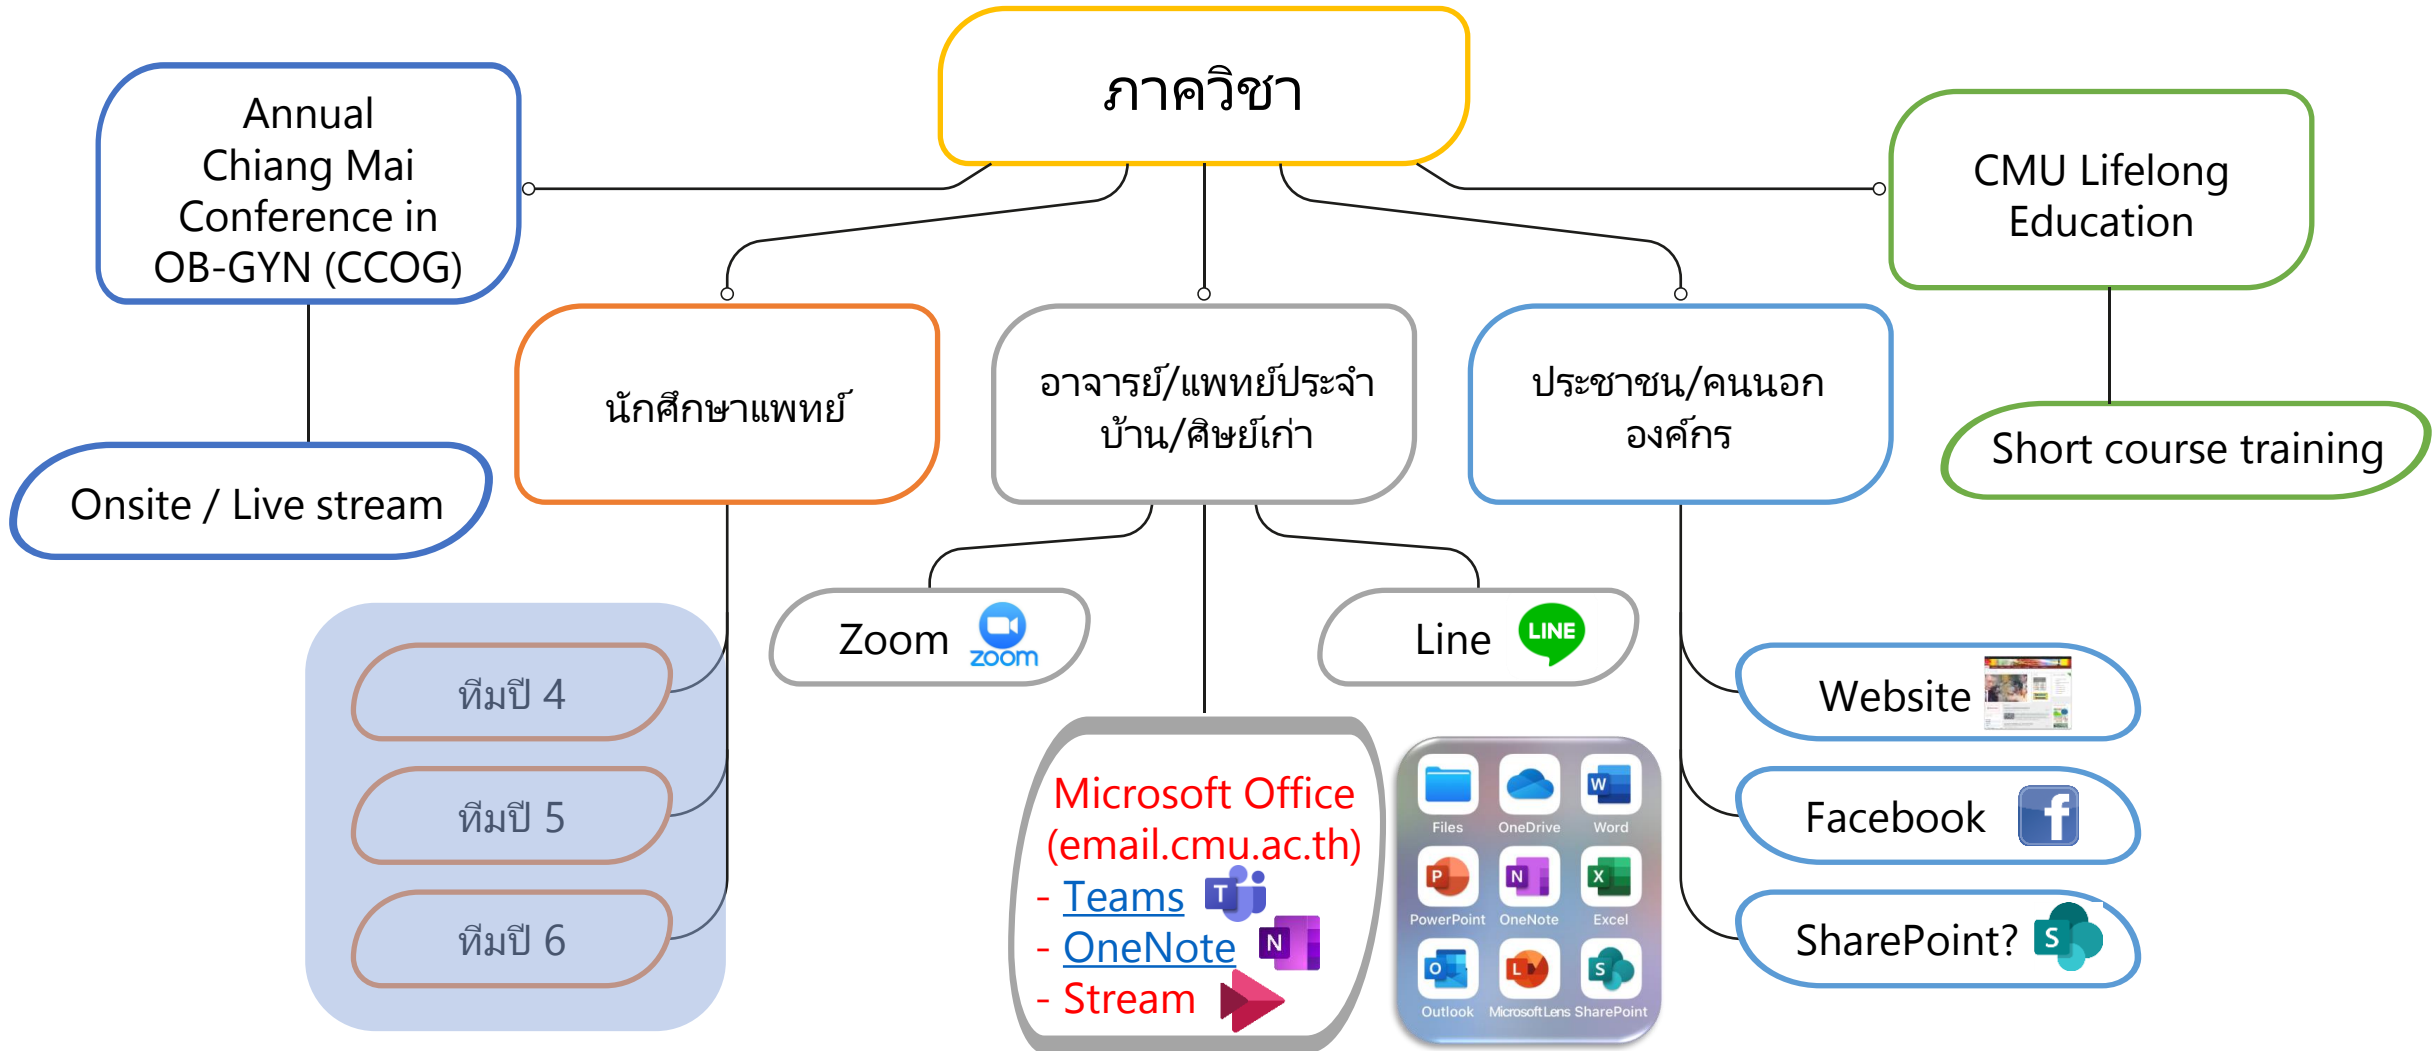 ภาควิชา
Annual
Chiang Mai
Conference in
OB-GYN (CCOG)
CMU Lifelong
Education
นักศึกษาแพทย์
อาจารย์/แพทย์ประจำ
บ้าน/ศิษย์เก่า
ประชาชน/คนนอก
องค์กร
Onsite / Live stream
Short course training
Zoom
zoom
Line
LINE
ทีมปี 4
ทีมปี 5
ทีมปี 6
Microsoft Office
(email.cmu.ac.th)
- Teams
T
- OneNote
N
- Stream
W
Files OneDrive Word
P N X
PowerPoint OneNote Excel
O L S
Outlook Microsoft Lens SharePoint
Website
Facebook
f
SharePoint?
S